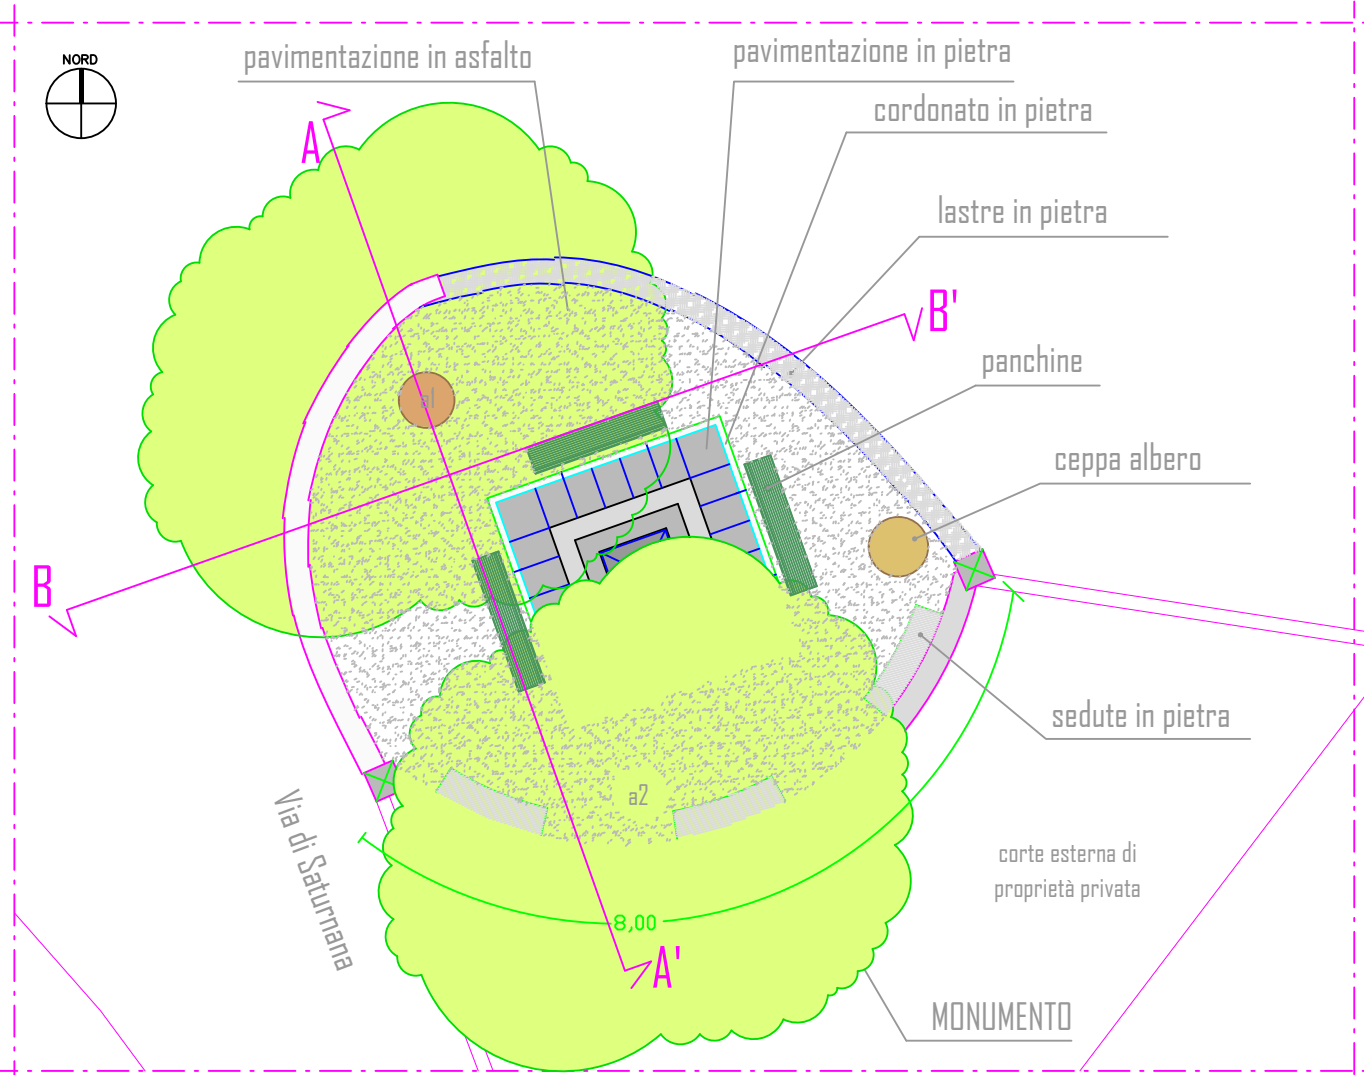 NORD
pavimentazione in asfalto
pavimentazione in pietra
cordonato in pietra
A
lastre in pietra
B'
panchine
a1
ceppa albero
B
sedute in pietra
a2
Via di Saturnana
corte esterna di
proprietà privata
8,00
A'
MONUMENTO